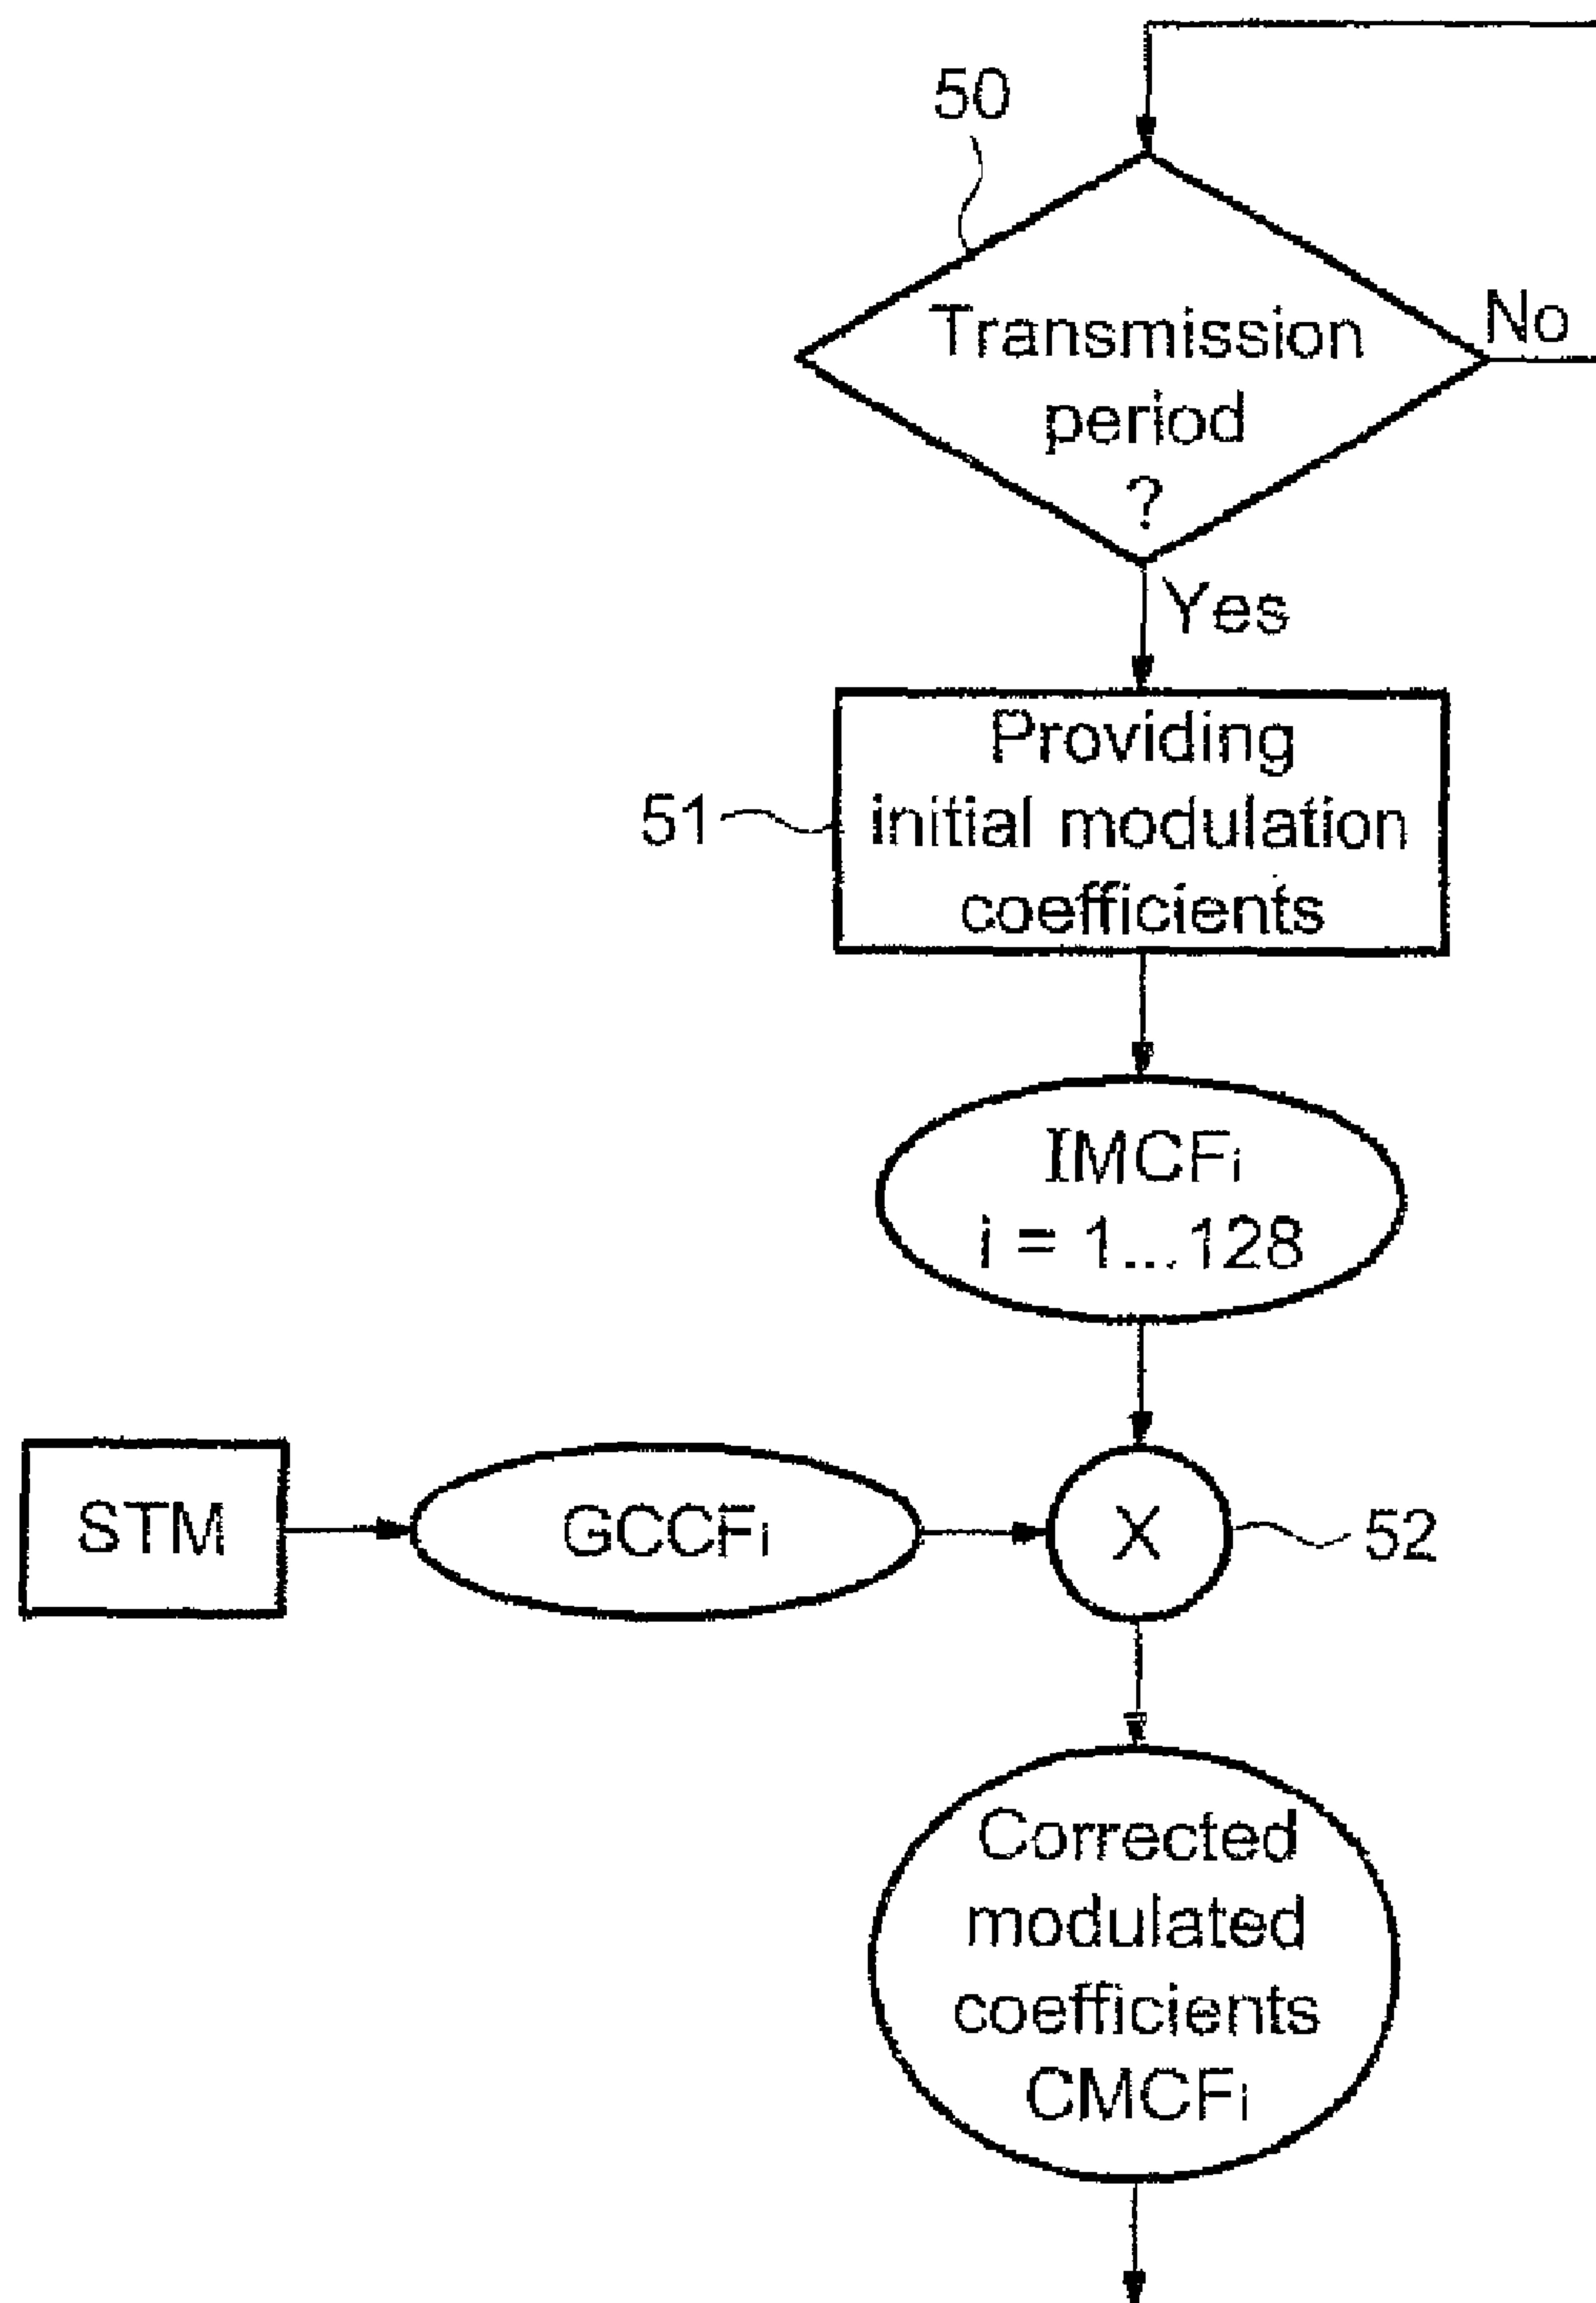 50
Transmission
period
?
No
Yes
51
Providing
initial modulation
coefficients
IMCFi
i = 1...128
STM
GCCFi
X
52
Corrected
modulated
coefficients
CMCFi